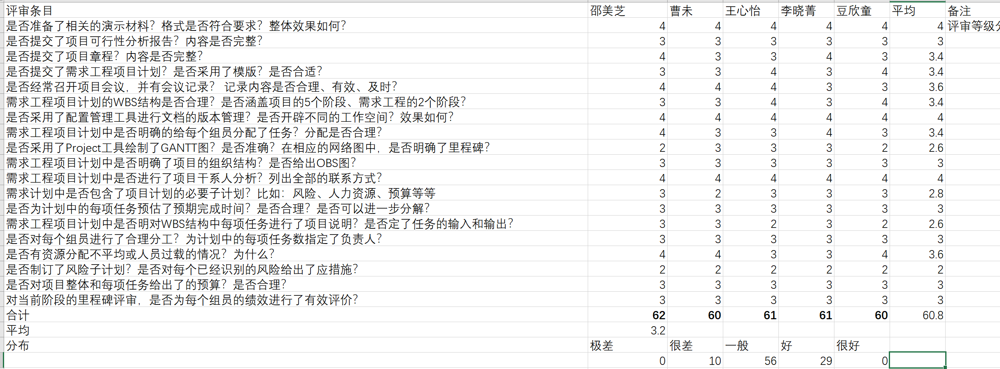 评审条目 邵美芝 曹未 王心怡 李晓菁 豆欣童 平均 备注
是否准备了相关的演示材料？格式是否符合要求？整体效果如何？ 4 4 4 4 4 4 评审等级分
是否提交了项目可行性分析报告？内容是否完整？ 3 3 3 3 3 3
是否提交了项目章程？内容是否完整？ 4 3 3 4 3 3.4
是否提交了需求工程项目计划？是否采用了模版？是否合适？ 3 3 4 3 4 3.4
是否经常召开项目会议，并有会议记录？ 记录内容是否合理、有效、及时？ 4 4 4 3 3 3.6
需求工程项目计划的WBS结构是否合理？是否涵盖项目的5个阶段、需求工程的2个阶段？ 3 3 4 3 4 3.4
是否采用了配置管理工具进行文档的版本管理？是否开辟不同的工作空间？效果如何？ 4 4 4 4 4 4
需求工程项目计划中是否明确的给每个组员分配了任务？分配是否合理？ 4 3 3 4 3 3.4
是否采用了Project工具绘制了GANTT图？是否准确？在相应的网络图中，是否明确了里程碑？ 2 3 3 3 2 2.6
需求工程项目计划中是否明确了项目的组织结构？是否给出OBS图？ 3 3 3 3 3 3
需求工程项目计划中是否进行了项目干系人分析？列出全部的联系方式？ 4 4 4 4 4 4
需求计划中是否包含了项目计划的必要子计划？比如：风险、人力资源、预算等等 3 2 3 3 3 2.8
是否为计划中的每项任务预估了预期完成时间？是否合理？是否可以进一步分解？ 3 3 3 3 3 3
需求工程项目计划中是否明对WBS结构中每项任务进行了项目说明？是否定了任务的输入和输出？ 3 3 2 3 2 2.6
是否对每个组员进行了合理分工？为计划中的每项任务数指定了负责人？ 3 3 3 3 3 3
是否有资源分配不平均或人员过载的情况？为什么？ 4 4 3 3 4 3.6
是否制订了风险子计划？是否对每个已经识别的风险给出了应措施？ 2 2 2 2 2 2
是否对项目整体和每项任务给出了的预算？是否合理？ 3 3 3 3 3 3
对当前阶段的里程碑评审，是否为每个组员的绩效进行了有效评价？ 3 3 3 3 3 3
合计 62 60 61 61 60 60.8
平均 3.2
分布 极差 很差 一般 好 很好
0 10 56 29 0